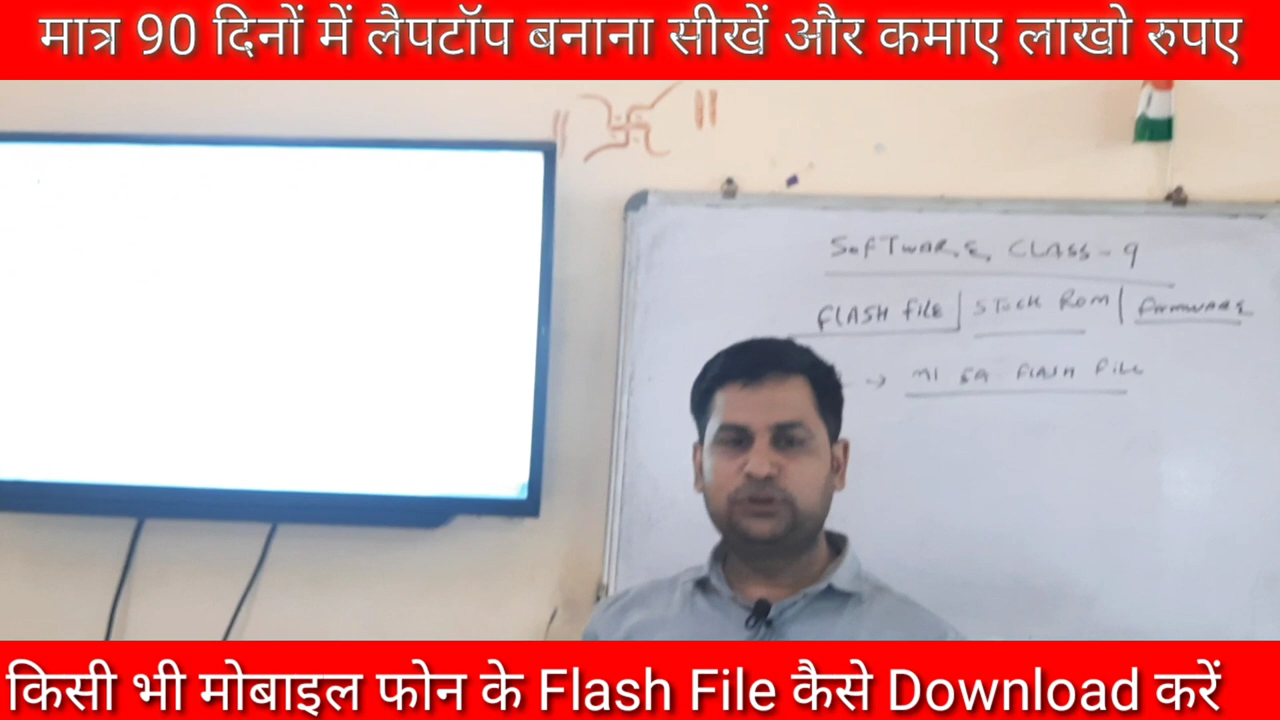 मात्र 90 दिनों में लैपटॉप बनाना सीखें और कमाए लाखो रुपए
SOFTWARE CLASS - 9
FLASH FILE | STOCK ROM | FIRMWARE
→ MI 5A FLASH FILE
किसी भी मोबाइल फोन के Flash File कैसे Download करें